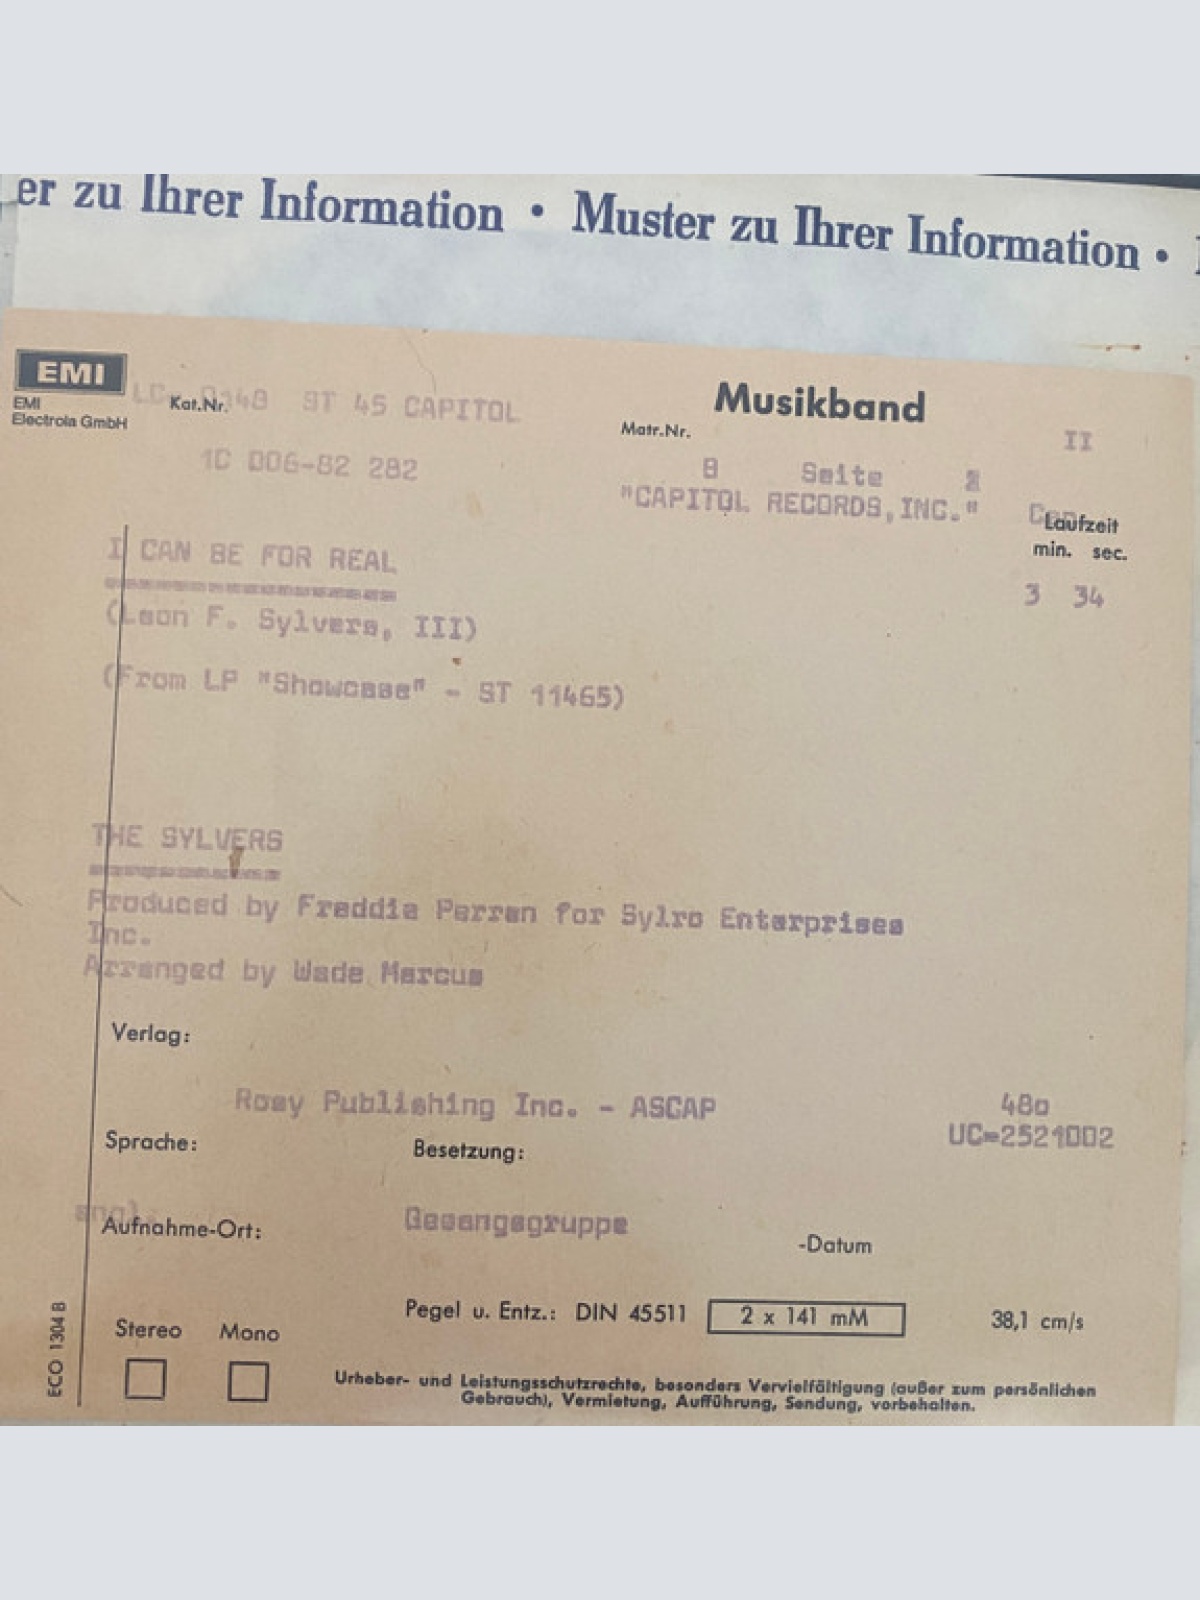 er zu Ihrer Information • Muster zu Ihrer Information •
EMI
EMI
Electrola GmbH
Kat.Nr.
ST 45 CAPITOL
Musikband
Matr.Nr.
II
1C 006-82 282
B Seite
"CAPITOL RECORDS,INC."
Laufzeit
min. sec.
I CAN BE FOR REAL
3 34
(Leon F. Sylvers, III)
(From LP "Showcase" - ST 11465)
THE SYLVERS
Produced by Freddie Perren for Sylro Enterprises
Inc.
Arranged by Wade Marcus
Verlag:
Rosy Publishing Inc. - ASCAP
48o
UC=2521002
Sprache:
Besetzung:
engl.
Aufnahme-Ort:
Gesangsgruppe
-Datum
Pegel u. Entz.: DIN 45511 2 x 141 mM 38,1 cm/s
Stereo Mono
ECO 1304 B
Urheber- und Leistungsschutzrechte, besonders Vervielfältigung (außer zum persönlichen
Gebrauch), Vermietung, Aufführung, Sendung, vorbehalten.